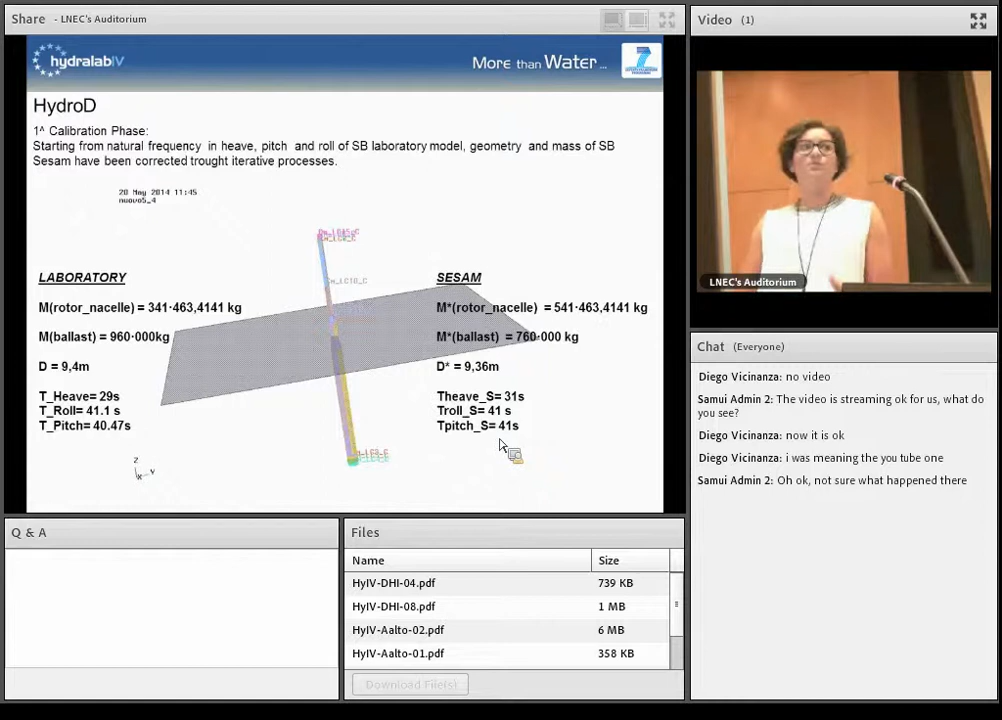 Share - LNEC's Auditorium
hydralabIV
More than Water...
7
HydroD
1^ Calibration Phase:
Starting from natural frequency in heave, pitch and roll of SB laboratory model, geometry and mass of SB
Sesam have been corrected trought iterative processes.
20 May 2014 11:45
nuovo5_4
LABORATORY
M(rotor_nacelle) = 341·463,4141 kg
M(ballast) = 960·000kg
D = 9,4m
T_Heave= 29s
T_Roll= 41.1 s
T_Pitch= 40.47s
SESAM
M*(rotor_nacelle) = 541·463,4141 kg
M*(ballast) = 760·000 kg
D* = 9,36m
Theave_S= 31s
Troll_S= 41 s
Tpitch_S= 41s
Z
X
Y
Video (1)
LNEC's Auditorium
Chat (Everyone)
Diego Vicinanza: no video
Samui Admin 2: The video is streaming ok for us, what do
you see?
Diego Vicinanza: now it is ok
Diego Vicinanza: i was meaning the you tube one
Samui Admin 2: Oh ok, not sure what happened there
Q & A
Files
Name Size
HyIV-DHI-04.pdf 739 KB
HyIV-DHI-08.pdf 1 MB
HyIV-Aalto-02.pdf 6 MB
HyIV-Aalto-01.pdf 358 KB
Download File(s)